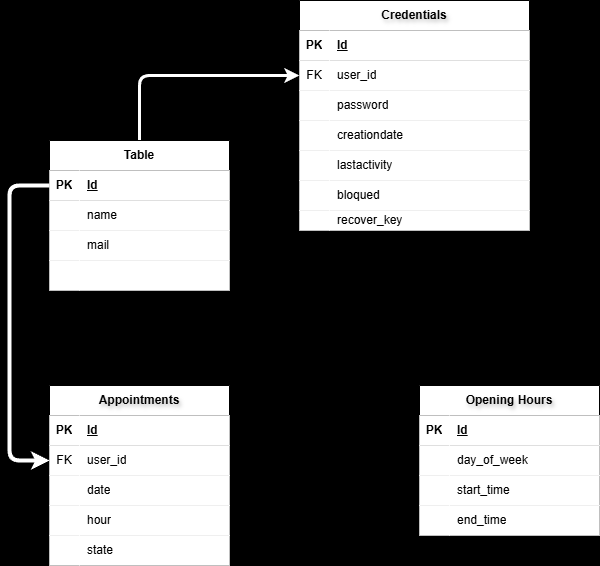 Credentials
PK Id
FK user_id
password
creationdate
lastactivity
bloqued
recover_key
Table
PK Id
name
mail
Appointments
PK Id
FK user_id
date
hour
state
Opening Hours
PK Id
day_of_week
start_time
end_time